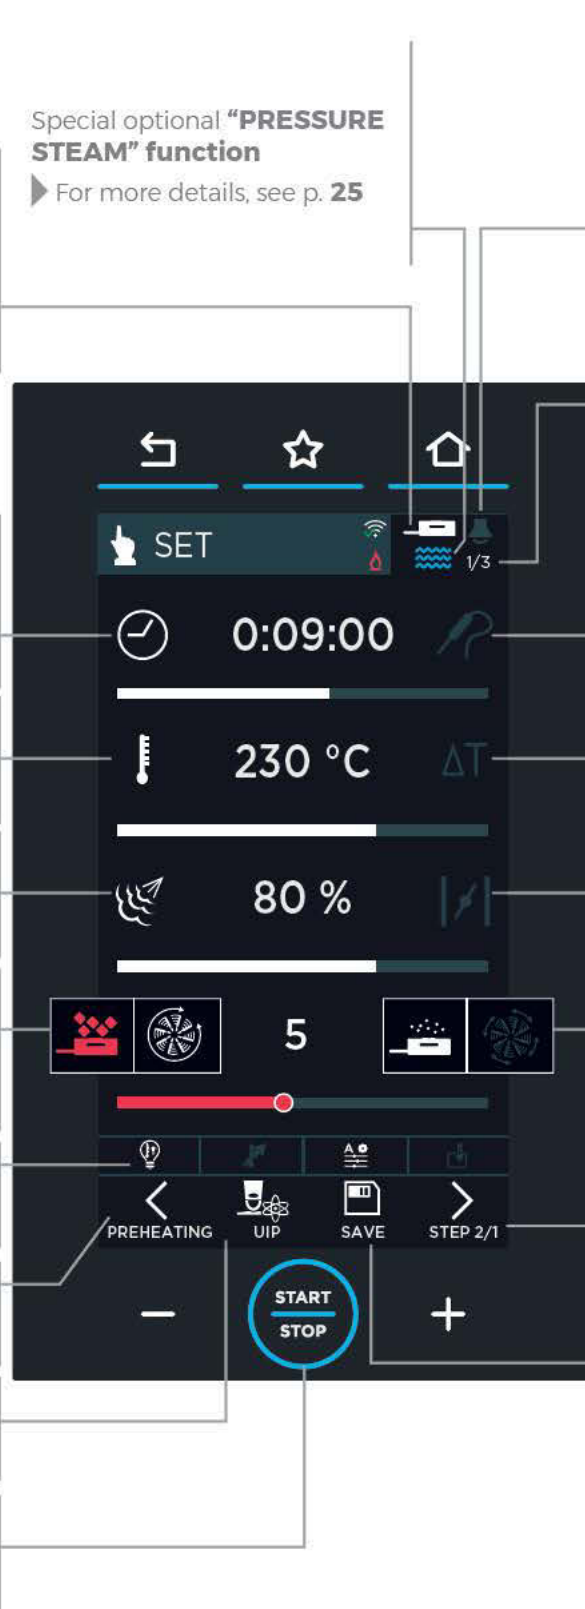 Special optional “PRESSURE
STEAM” function
For more details, see p. 25
SET
1/3
0:09:00
230 °C
ΔT
80 %
5
A
PREHEATING
UIP
SAVE
STEP 2/1
START
STOP